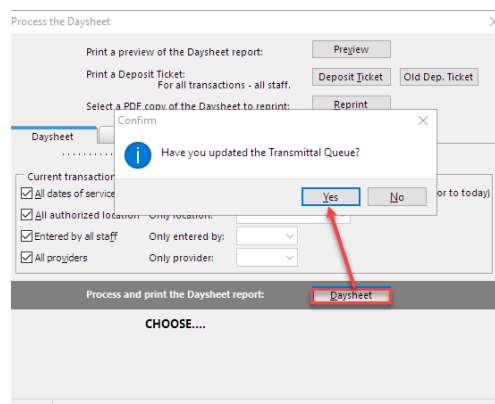 Process the Daysheet
Print a preview of the Daysheet report:
Preview
Print a Deposit Ticket:
For all transactions - all staff.
Deposit Ticket
Old Dep. Ticket
Select a PDF copy of the Daysheet to reprint:
Reprint
Confirm
Daysheet
Have you updated the Transmittal Queue?
Yes
No
Current transaction
All dates of service
or to today)
All authorized location
Only location:
Entered by all staff
Only entered by:
All providers
Only provider:
Process and print the Daysheet report:
Daysheet
CHOOSE....